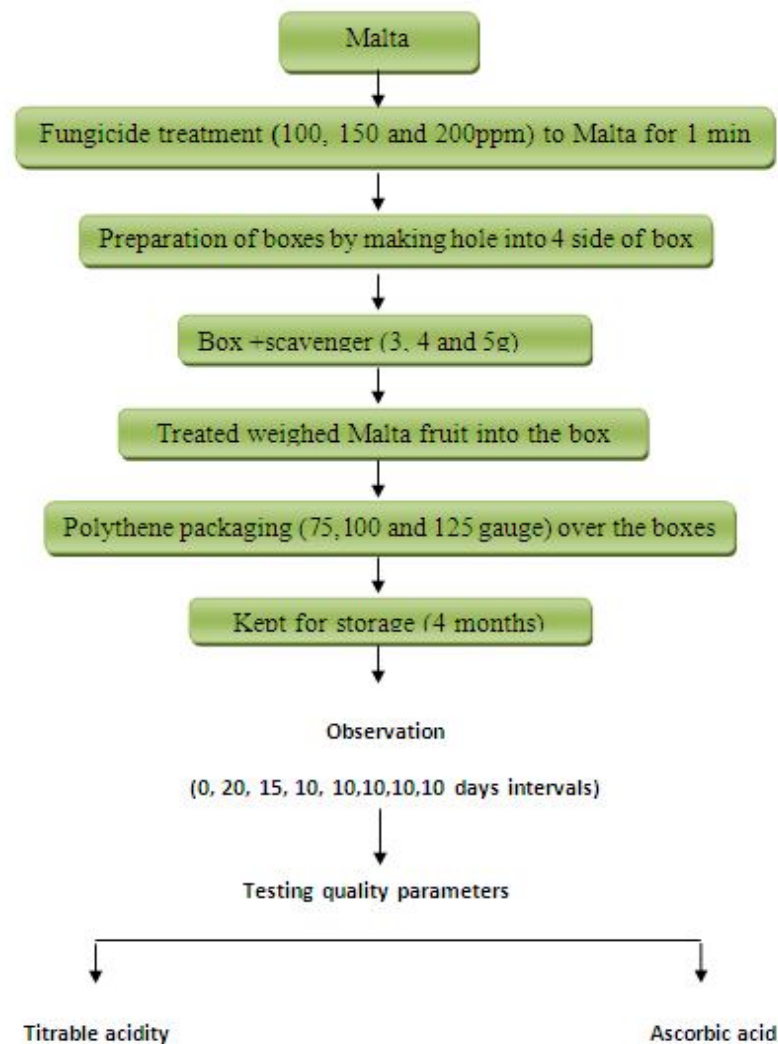 Malta
Fungicide treatment (100, 150 and 200ppm) to Malta for 1 min
Preparation of boxes by making hole into 4 side of box
Box +scavenger (3, 4 and 5g)
Treated weighed Malta fruit into the box
Polythene packaging (75,100 and 125 gauge) over the boxes
Kept for storage (4 months)
Observation
(0, 20, 15, 10, 10,10,10,10 days intervals)
Testing quality parameters
Titrable acidity
Ascorbic acid